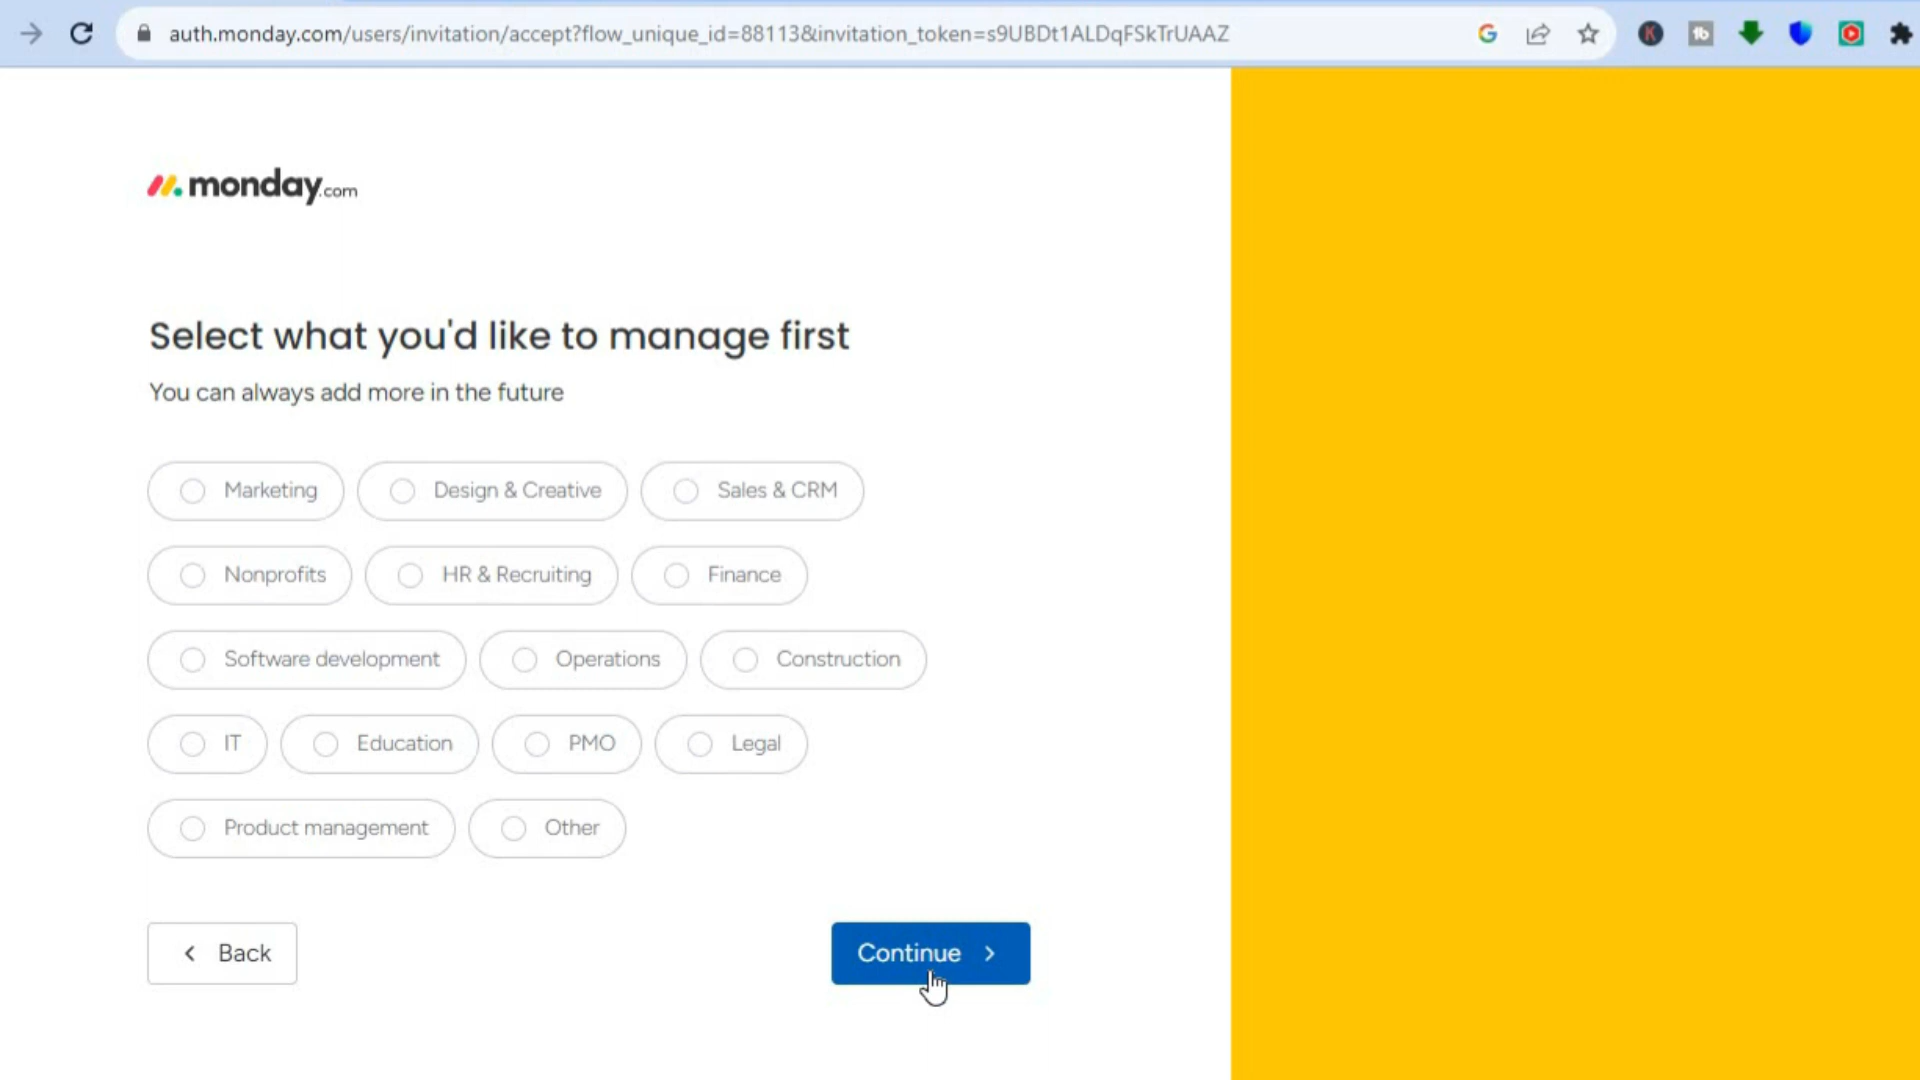 auth.monday.com/users/invitation/accept?flow_unique_id=88113&invitation_token=s9UBDt1ALDqFSkTrUAAZ
monday.com
Select what you'd like to manage first
You can always add more in the future
Marketing Design & Creative Sales & CRM
Nonprofits HR & Recruiting Finance
Software development Operations Construction
IT Education PMO Legal
Product management Other
Back Continue